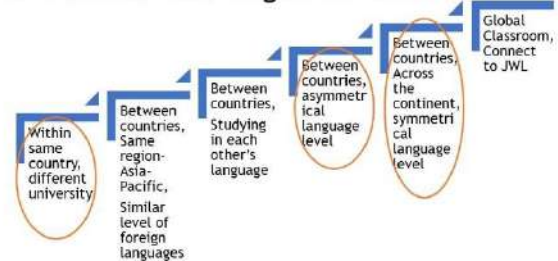 Within
same
country,
different
university
Between
countries,
Same
region-
Asia-
Pacific,
Similar
level of
foreign
languages
Between
countries,
Studying
in each
other's
language
Between
countries,
asymmetr
ical
language
level
Between
countries,
Across
the
continent,
symmetri
cal
language
level
Global
Classroom,
Connect
to JWL